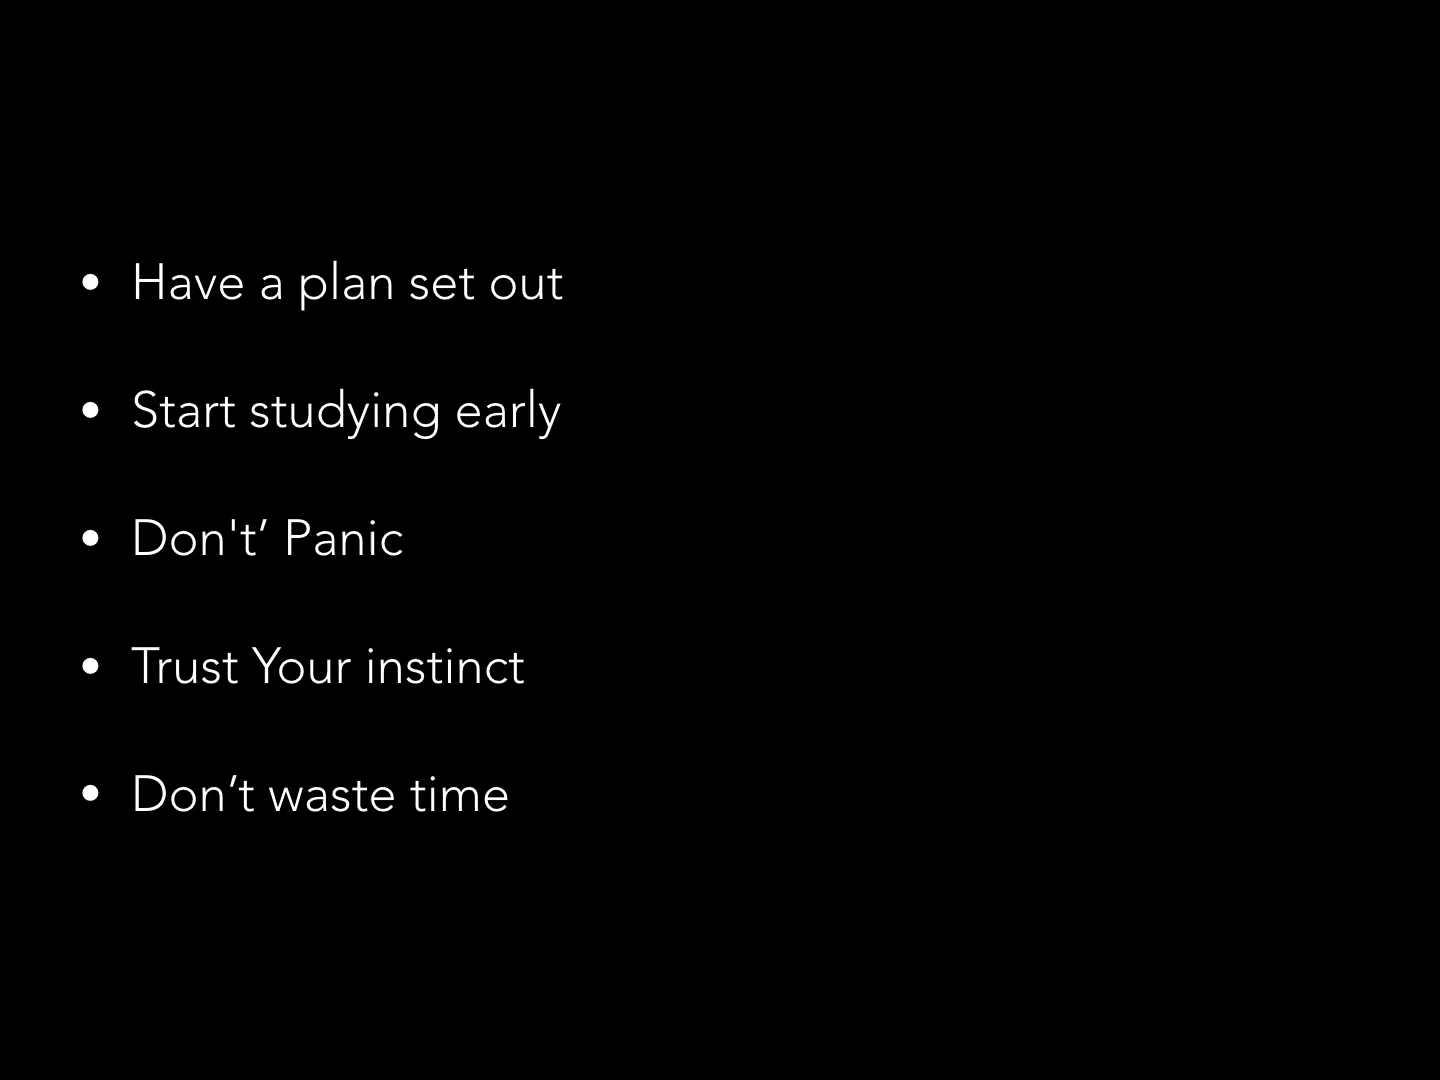 • Have a plan set out
• Start studying early
• Don't’ Panic
• Trust Your instinct
• Don’t waste time